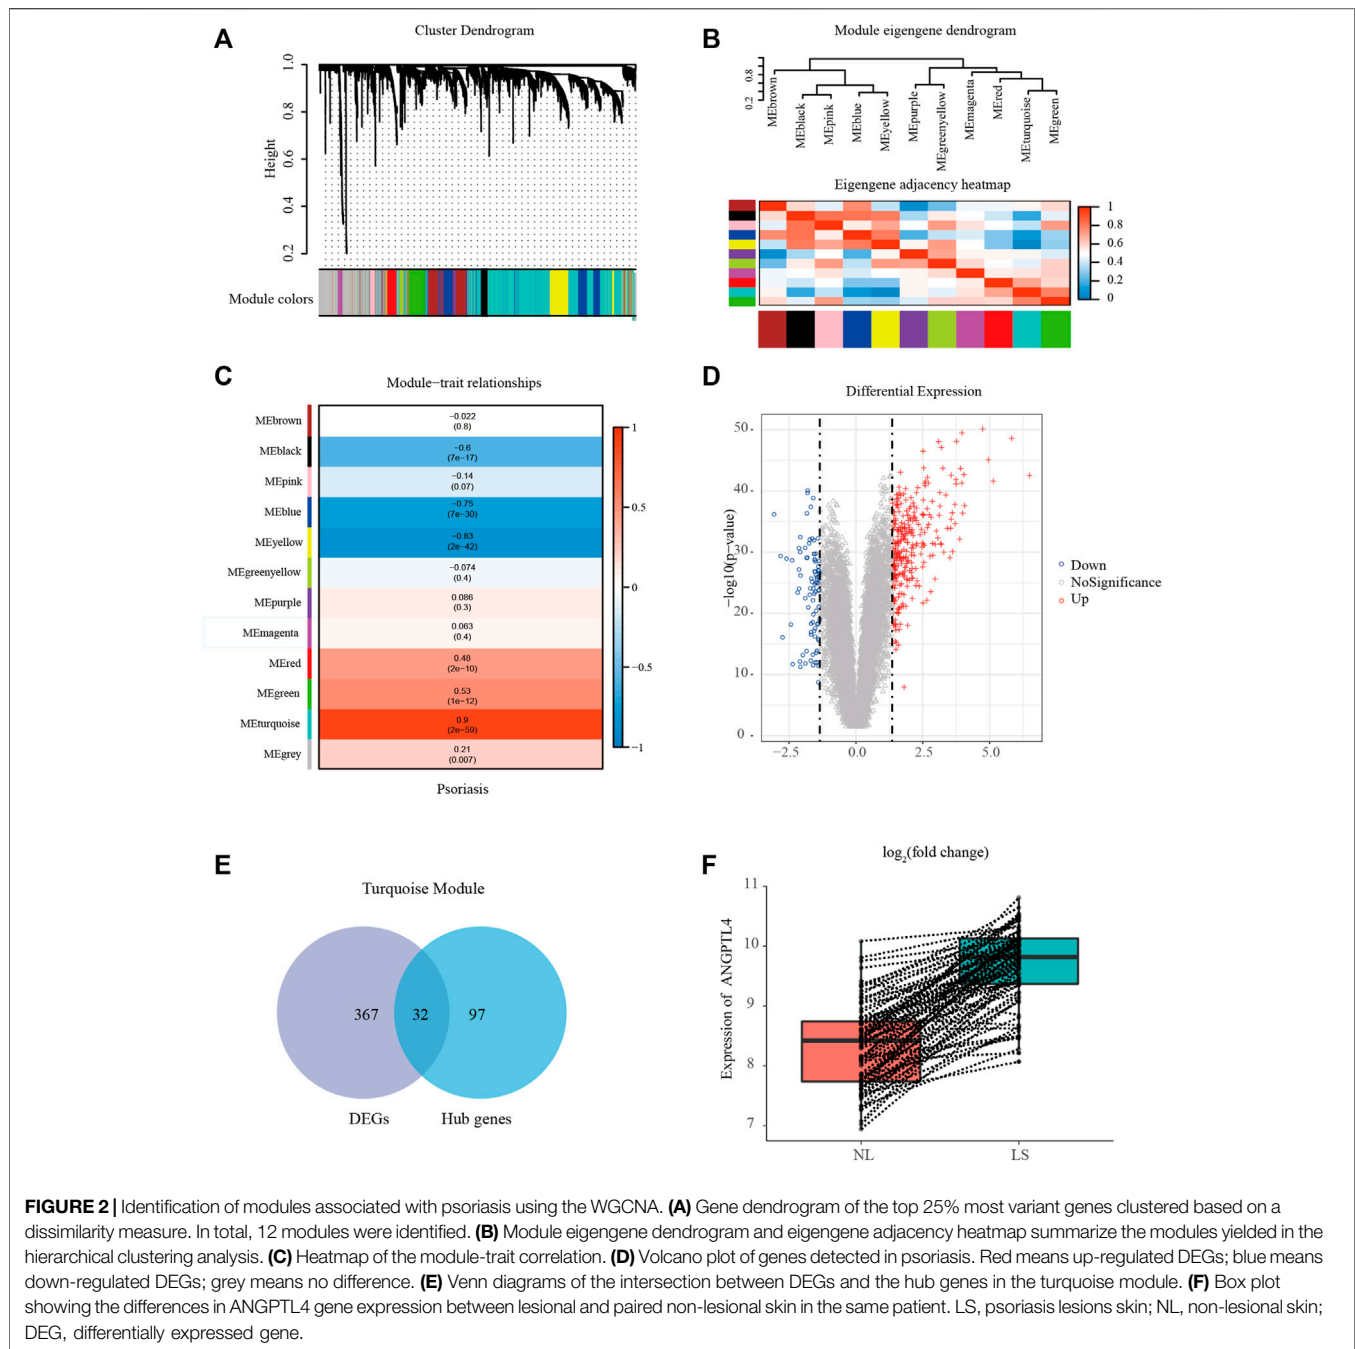 A
Cluster Dendrogram
Height
1.0
0.8
0.6
0.4
0.2
Module colors
B
Module eigengene dendrogram
0.8
0.2
MEbrown
MEblack
MEpink
MEblue
MEyellow
MEpurple
MEgreenyellow
MEmagenta
MEred
MEturquoise
MEgreen
Eigengene adjacency heatmap
1
0.8
0.6
0.4
0.2
0
C
Module−trait relationships
MEbrown
−0.022
(0.8)
MEblack
−0.6
(7e−17)
MEpink
−0.14
(0.07)
MEblue
−0.75
(7e−30)
MEyellow
−0.83
(2e−42)
MEgreenyellow
−0.074
(0.4)
MEpurple
0.086
(0.3)
MEmagenta
0.063
(0.4)
MEred
0.48
(2e−10)
MEgreen
0.53
(1e−12)
MEturquoise
0.9
(2e−59)
MEgrey
0.21
(0.007)
1
0.5
0
−0.5
−1
Psoriasis
D
Differential Expression
−log10(p−value)
50
40
30
20
10
0
−2.5
0.0
2.5
5.0
Down
NoSignificance
Up
E
Turquoise Module
367
32
97
DEGs
Hub genes
F
log2(fold change)
Expression of ANGPTL4
11
10
9
8
7
NL
LS
FIGURE 2 | Identification of modules associated with psoriasis using the WGCNA. (A) Gene dendrogram of the top 25% most variant genes clustered based on a
dissimilarity measure. In total, 12 modules were identified. (B) Module eigengene dendrogram and eigengene adjacency heatmap summarize the modules yielded in the
hierarchical clustering analysis. (C) Heatmap of the module-trait correlation. (D) Volcano plot of genes detected in psoriasis. Red means up-regulated DEGs; blue means
down-regulated DEGs; grey means no difference. (E) Venn diagrams of the intersection between DEGs and the hub genes in the turquoise module. (F) Box plot
showing the differences in ANGPTL4 gene expression between lesional and paired non-lesional skin in the same patient. LS, psoriasis lesions skin; NL, non-lesional skin;
DEG, differentially expressed gene.